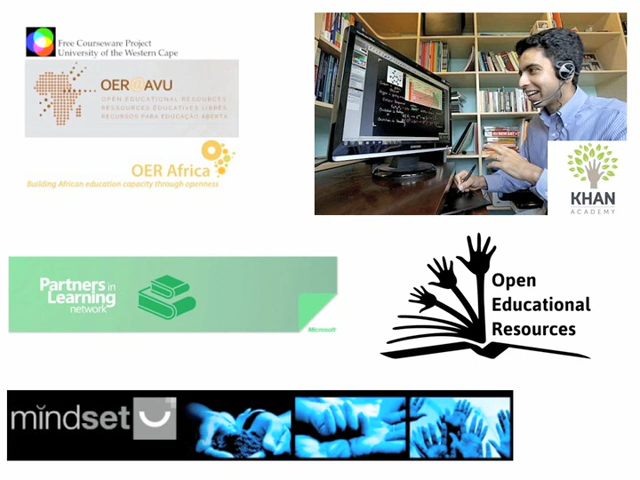 Free Courseware Project
University of the Western Cape
OER@AVU
OPEN EDUCATIONAL RESOURCES
RESSOURCES ÉDUCATIVES LIBRES
RECURSOS PARA EDUCAÇÃO ABERTA
OER Africa
Building African education capacity through openness
KHAN
ACADEMY
Partners in
Learning
network
Microsoft
Open
Educational
Resources
mindset